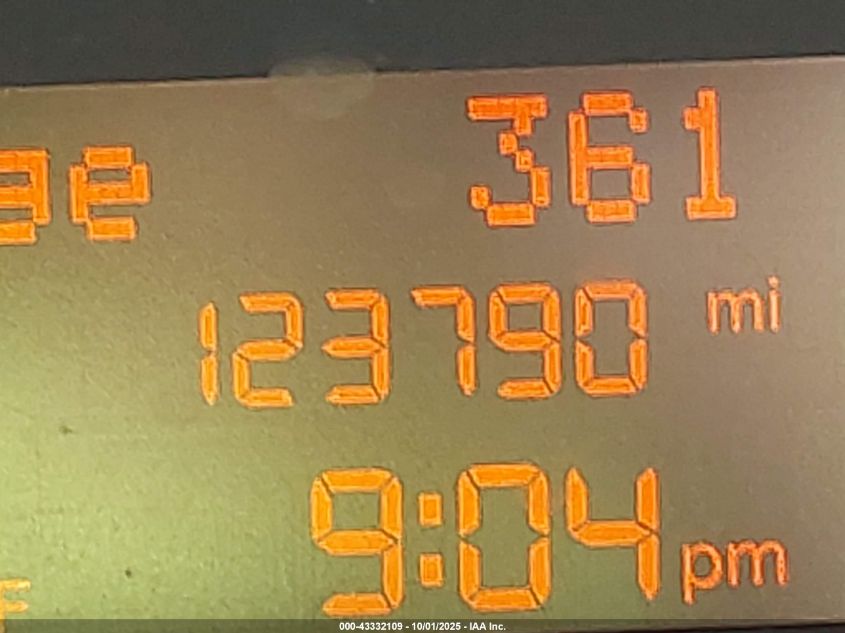 361
123790 mi
9:04 pm
F
000-43332109 - 10/01/2025 - IAA Inc.